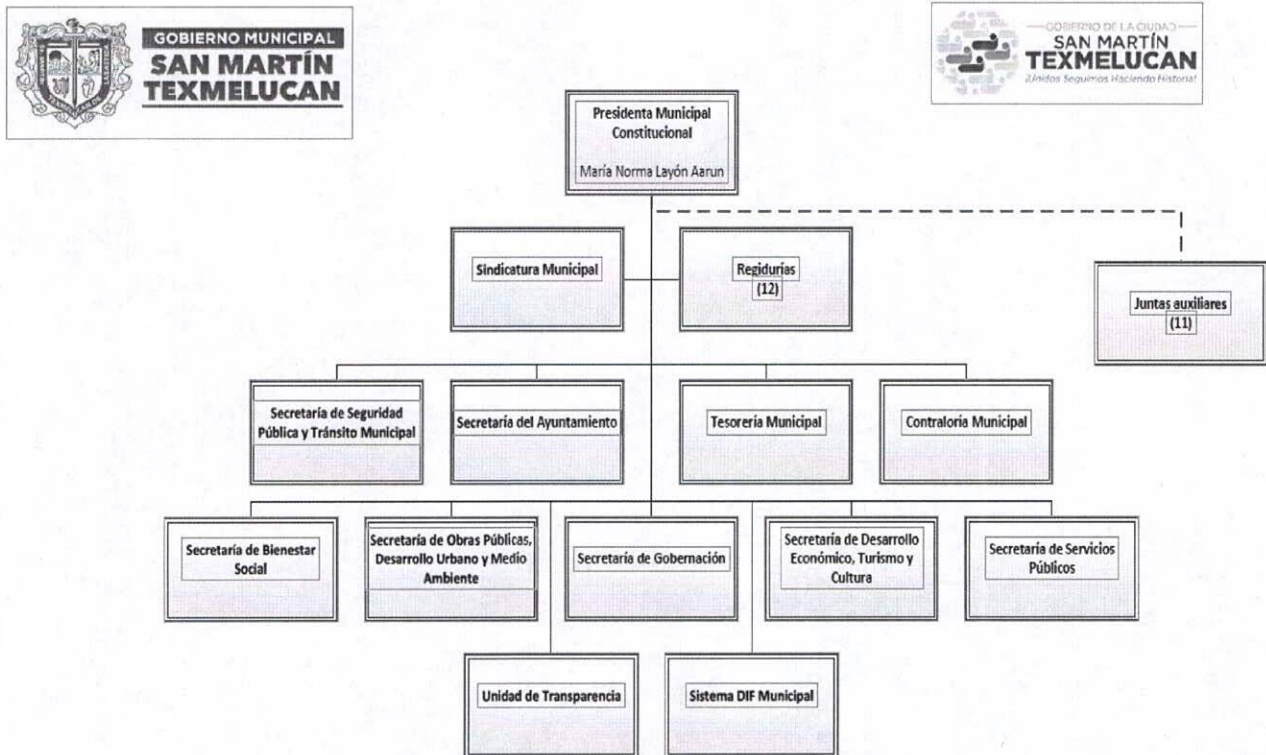 GOBIERNO MUNICIPAL
SAN MARTÍN
TEXMELUCAN
GOBIERNO DE LA CIUDAD
SAN MARTÍN
TEXMELUCAN
¡Unidos Seguimos Haciendo Historia!
Presidenta Municipal
Constitucional
María Norma Layón Aarun
Sindicatura Municipal
Regidurías
(12)
Juntas auxiliares
(11)
Secretaría de Seguridad
Pública y Tránsito Municipal
Secretaría del Ayuntamiento
Tesorería Municipal
Contraloría Municipal
Secretaría de Bienestar
Social
Secretaría de Obras Públicas,
Desarrollo Urbano y Medio
Ambiente
Secretaría de Gobernación
Secretaría de Desarrollo
Económico, Turismo y
Cultura
Secretaría de Servicios
Públicos
Unidad de Transparencia
Sistema DIF Municipal